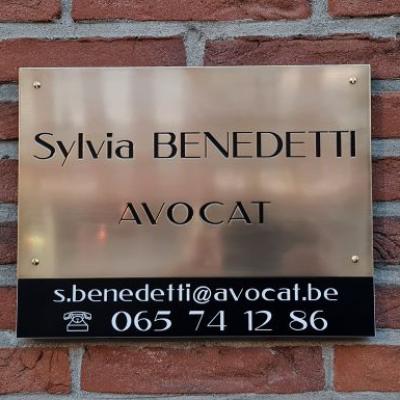 Sylvia BENEDETTI
AVOCAT
s.benedetti@avocat.be
065 74 12 86